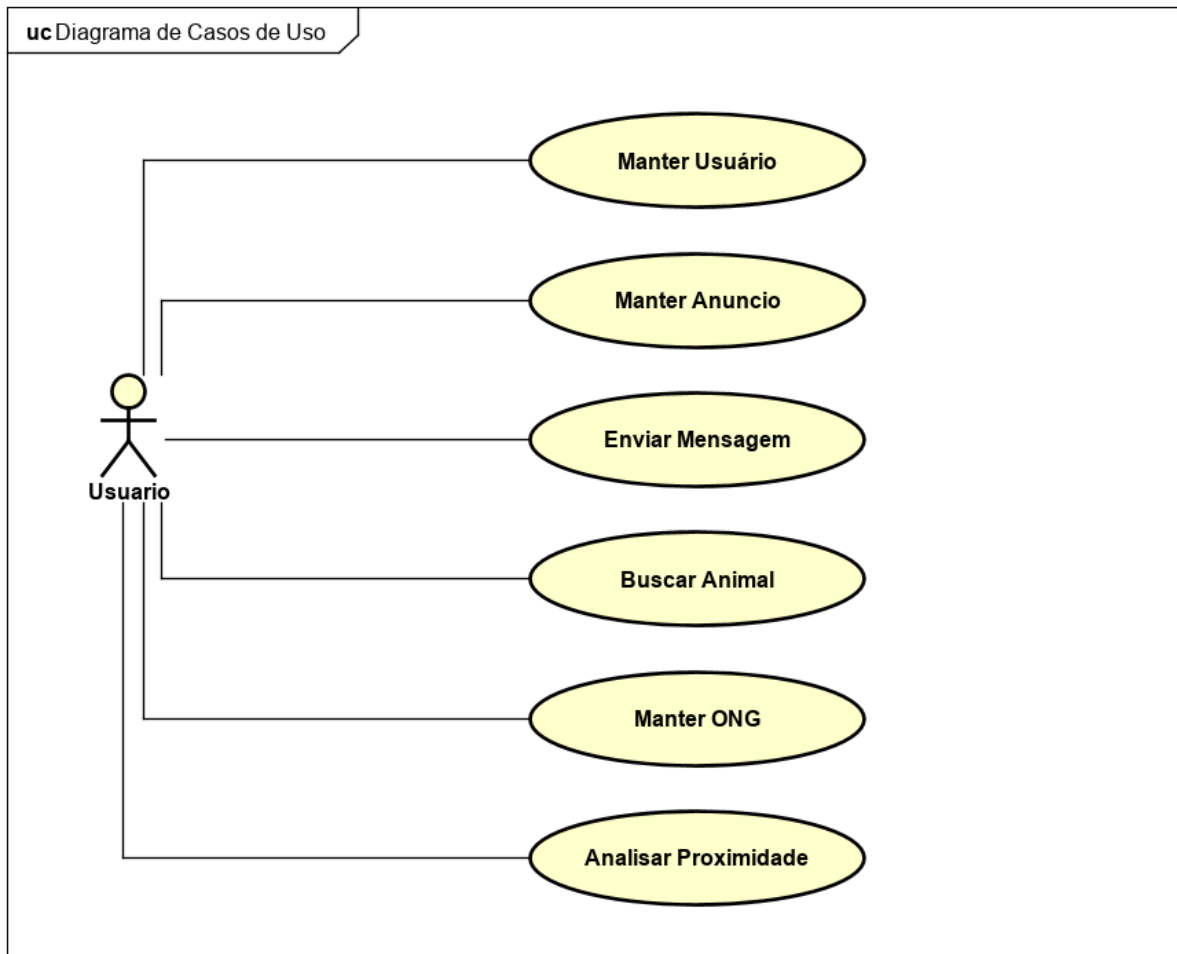 uc Diagrama de Casos de Uso
Manter Usuário
Manter Anuncio
Enviar Mensagem
Usuario
Buscar Animal
Manter ONG
Analisar Proximidade